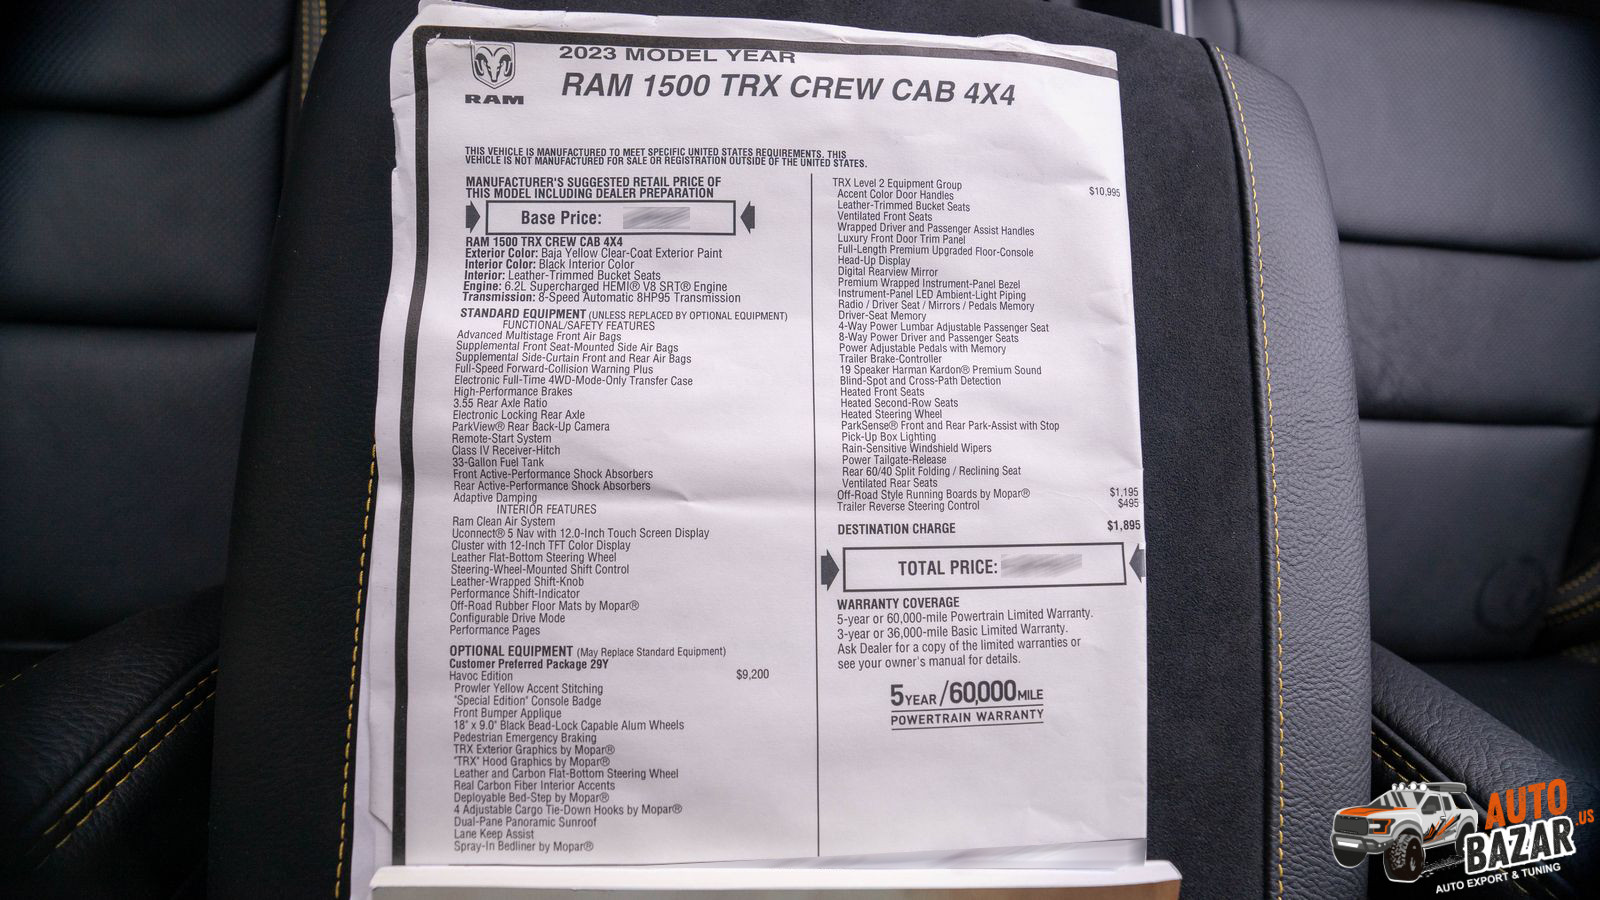 RAM
2023 MODEL YEAR
RAM 1500 TRX CREW CAB 4X4
THIS VEHICLE IS MANUFACTURED TO MEET SPECIFIC UNITED STATES REQUIREMENTS. THIS
VEHICLE IS NOT MANUFACTURED FOR SALE OR REGISTRATION OUTSIDE OF THE UNITED STATES.
MANUFACTURER'S SUGGESTED RETAIL PRICE OF
THIS MODEL INCLUDING DEALER PREPARATION
Base Price:
RAM 1500 TRX CREW CAB 4X4
Exterior Color: Baja Yellow Clear-Coat Exterior Paint
Interior Color: Black Interior Color
Interior: Leather-Trimmed Bucket Seats
Engine: 6.2L Supercharged HEMI® V8 SRT® Engine
Transmission: 8-Speed Automatic 8HP95 Transmission
STANDARD EQUIPMENT (UNLESS REPLACED BY OPTIONAL EQUIPMENT)
FUNCTIONAL/SAFETY FEATURES
Advanced Multistage Front Air Bags
Supplemental Front Seat-Mounted Side Air Bags
Supplemental Side-Curtain Front and Rear Air Bags
Full-Speed Forward-Collision Warning Plus
Electronic Full-Time 4WD-Mode-Only Transfer Case
High-Performance Brakes
3.55 Rear Axle Ratio
Electronic Locking Rear Axle
ParkView® Rear Back-Up Camera
Remote-Start System
Class IV Receiver-Hitch
33-Gallon Fuel Tank
Front Active-Performance Shock Absorbers
Rear Active-Performance Shock Absorbers
Adaptive Damping
INTERIOR FEATURES
Ram Clean Air System
Uconnect® 5 Nav with 12.0-Inch Touch Screen Display
Cluster with 12-Inch TFT Color Display
Leather Flat-Bottom Steering Wheel
Steering-Wheel-Mounted Shift Control
Leather-Wrapped Shift-Knob
Performance Shift-Indicator
Off-Road Rubber Floor Mats by Mopar®
Configurable Drive Mode
Performance Pages
OPTIONAL EQUIPMENT (May Replace Standard Equipment)
Customer Preferred Package 29Y
Havoc Edition $9,200
Prowler Yellow Accent Stitching
"Special Edition" Console Badge
Front Bumper Applique
18" x 9.0" Black Bead-Lock Capable Alum Wheels
Pedestrian Emergency Braking
TRX Exterior Graphics by Mopar®
"TRX" Hood Graphics by Mopar®
Leather and Carbon Flat-Bottom Steering Wheel
Real Carbon Fiber Interior Accents
Deployable Bed-Step by Mopar®
4 Adjustable Cargo Tie-Down Hooks by Mopar®
Dual-Pane Panoramic Sunroof
Lane Keep Assist
Spray-In Bedliner by Mopar®
TRX Level 2 Equipment Group $10,995
Accent Color Door Handles
Leather-Trimmed Bucket Seats
Ventilated Front Seats
Wrapped Driver and Passenger Assist Handles
Luxury Front Door Trim Panel
Full-Length Premium Upgraded Floor-Console
Head-Up Display
Digital Rearview Mirror
Premium Wrapped Instrument-Panel Bezel
Instrument-Panel LED Ambient-Light Piping
Radio / Driver Seat / Mirrors / Pedals Memory
Driver-Seat Memory
4-Way Power Lumbar Adjustable Passenger Seat
8-Way Power Driver and Passenger Seats
Power Adjustable Pedals with Memory
Trailer Brake-Controller
19 Speaker Harman Kardon® Premium Sound
Blind-Spot and Cross-Path Detection
Heated Front Seats
Heated Second-Row Seats
Heated Steering Wheel
ParkSense® Front and Rear Park-Assist with Stop
Pick-Up Box Lighting
Rain-Sensitive Windshield Wipers
Power Tailgate-Release
Rear 60/40 Split Folding / Reclining Seat
Ventilated Rear Seats
Off-Road Style Running Boards by Mopar® $1,195
Trailer Reverse Steering Control $495
DESTINATION CHARGE $1,895
TOTAL PRICE:
WARRANTY COVERAGE
5-year or 60,000-mile Powertrain Limited Warranty.
3-year or 36,000-mile Basic Limited Warranty.
Ask Dealer for a copy of the limited warranties or
see your owner's manual for details.
5YEAR/60,000MILE
POWERTRAIN WARRANTY
AUTO
BAZAR.US
AUTO EXPORT & TUNING